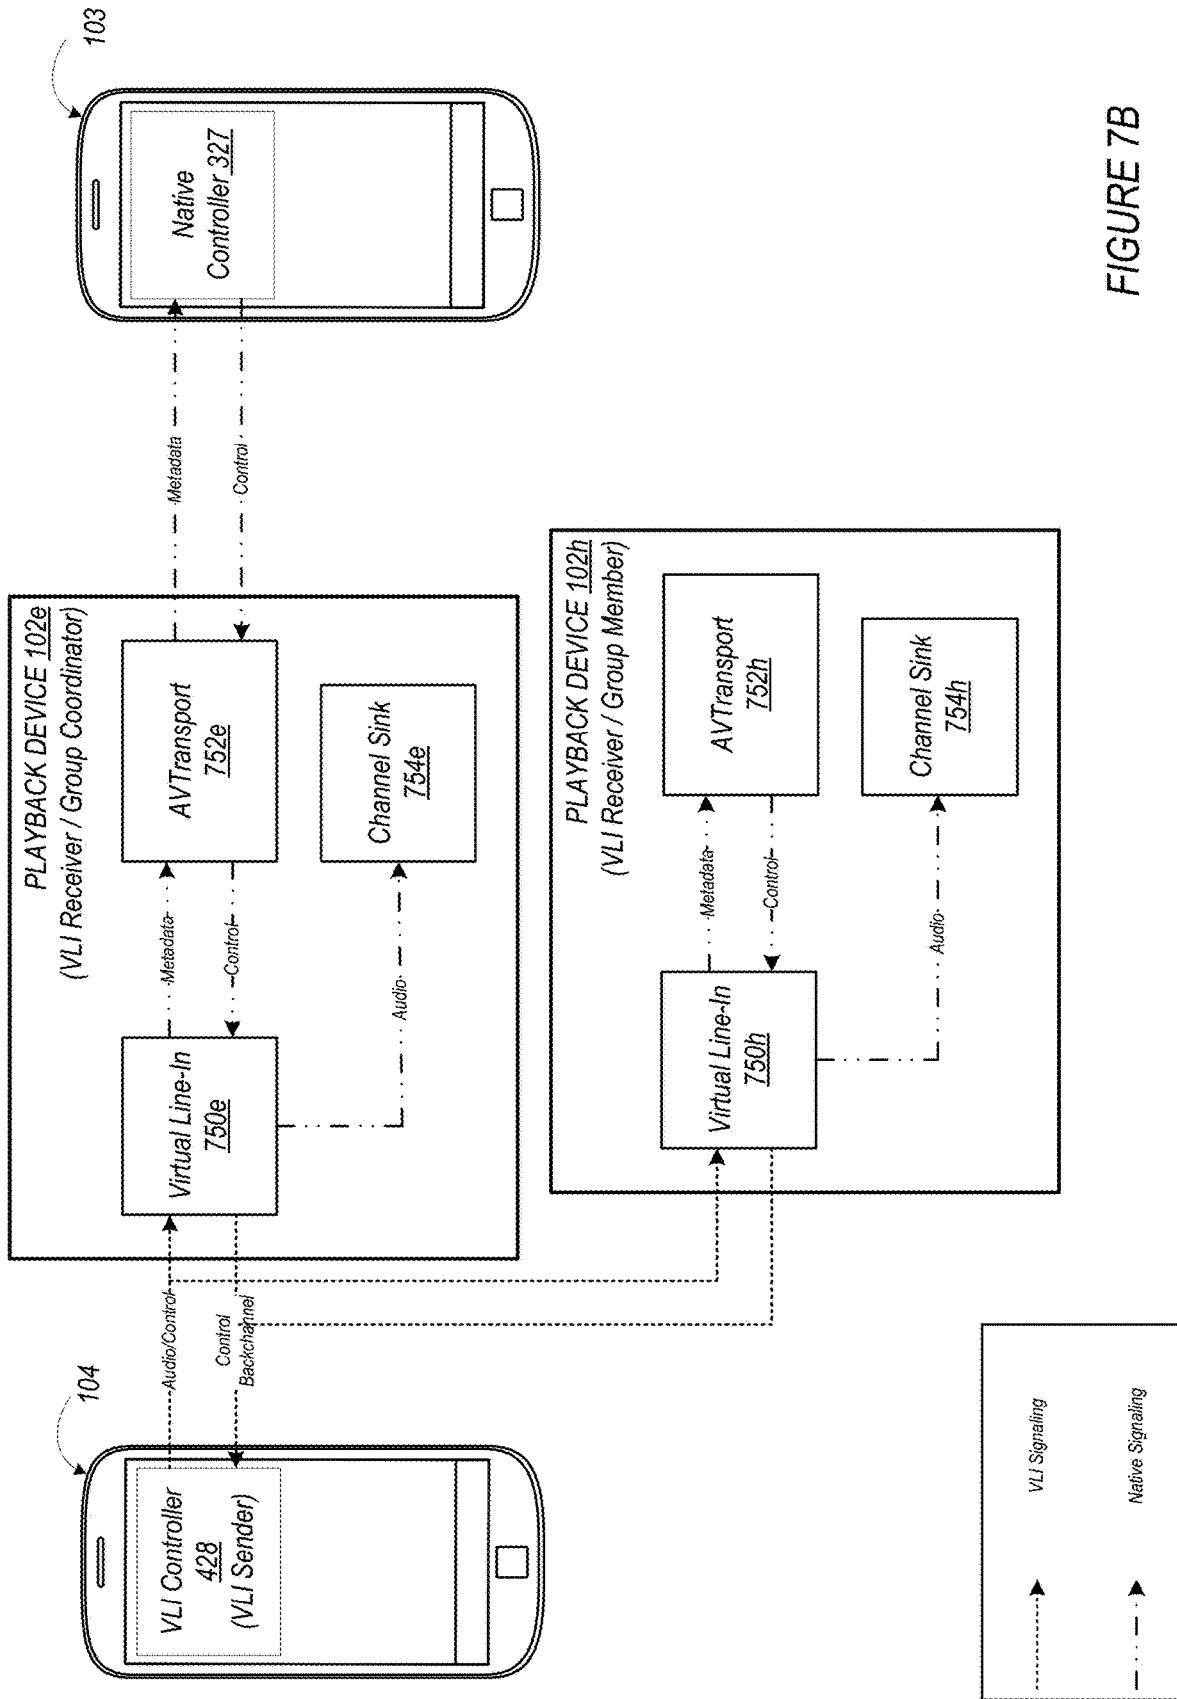 104
VLI Controller
428
(VLI Sender)
Audio/Control
Control
Backchannel
PLAYBACK DEVICE 102e
(VLI Receiver / Group Coordinator)
Virtual Line-In
750e
Metadata
Control
AVTransport
752e
Audio
Channel Sink
754e
Metadata
Control
103
Native
Controller 327
PLAYBACK DEVICE 102h
(VLI Receiver / Group Member)
Virtual Line-In
750h
Metadata
Control
AVTransport
752h
Audio
Channel Sink
754h
VLI Signaling
Native Signaling
FIGURE 7B